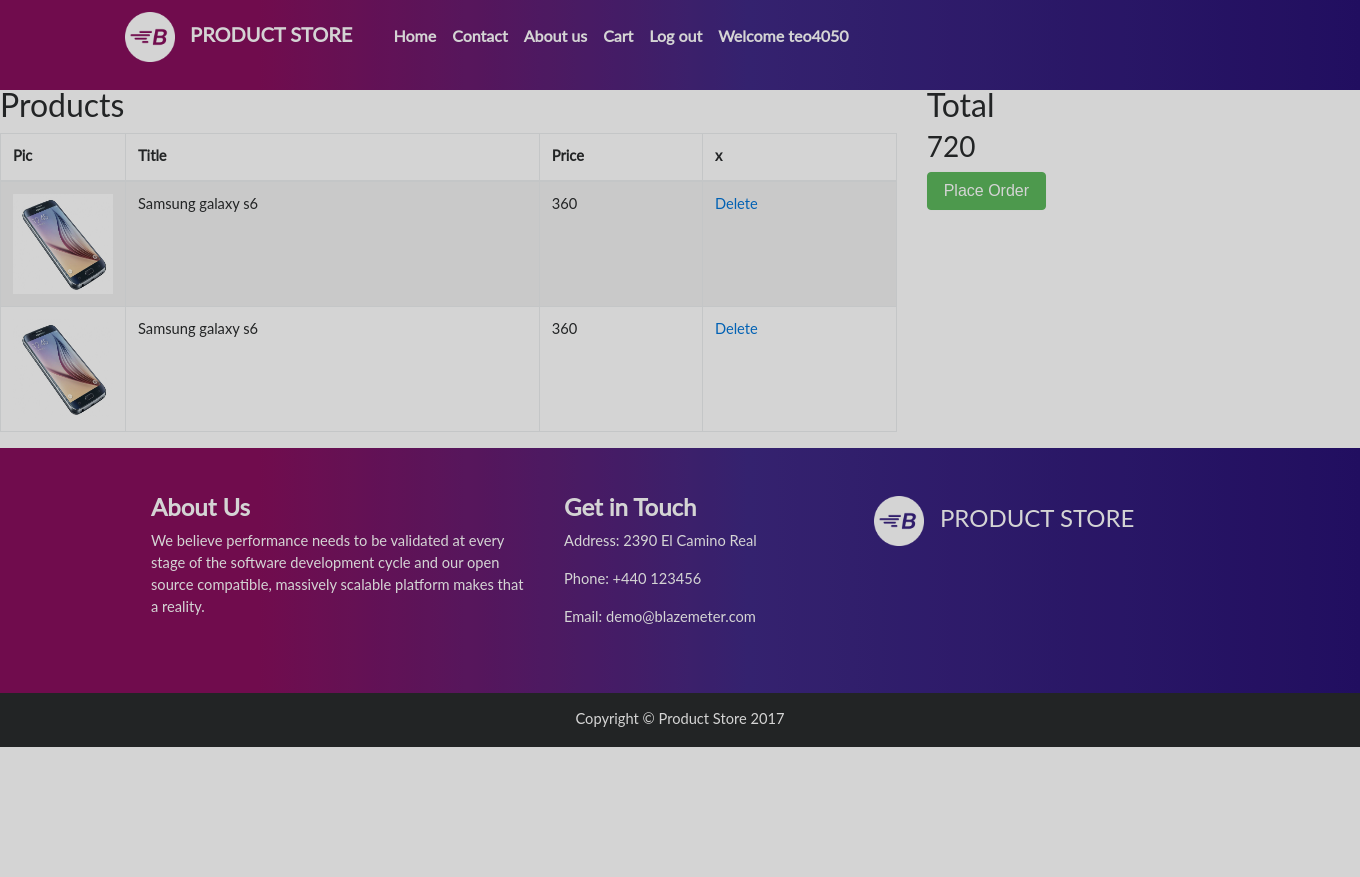 B PRODUCT STORE Home Contact About us Cart Log out Welcome teo4050
Products
Total
720
Place Order
Pic Title Price x
Samsung galaxy s6 360 Delete
Samsung galaxy s6 360 Delete
About Us
We believe performance needs to be validated at every
stage of the software development cycle and our open
source compatible, massively scalable platform makes that
a reality.
Get in Touch
Address: 2390 El Camino Real
Phone: +440 123456
Email: demo@blazemeter.com
B PRODUCT STORE
Copyright © Product Store 2017